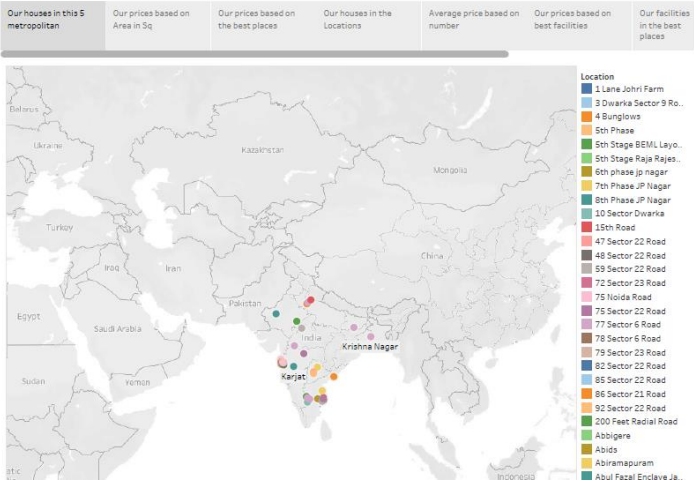 Our houses in this 5
metropolitan
Our prices based on
Area in Sq
Our prices based on
the best places
Our houses in the
Locations
Average price based on
number
Our prices based on
best facilities
Our facilities
in the best
places
Belarus
Ukraine
Kazakhstan
Mongolia
Turkey
China
Iraq
Iran
Pakistan
Egypt
Saudi Arabia
India
Krishna Nagar
Karjat
Sudan
Yemen
Indonesia
Location
1 Lane Johri Farm
3 Dwarka Sector 9 Ro..
4 Bunglows
5th Phase
5th Stage BEML Layo..
5th Stage Raja Rajes..
6th phase jp nagar
7th Phase JP Nagar
8th Phase JP Nagar
10 Sector Dwarka
15th Road
47 Sector 22 Road
48 Sector 22 Road
59 Sector 22 Road
72 Sector 23 Road
75 Noida Road
75 Sector 22 Road
77 Sector 6 Road
78 Sector 6 Road
79 Sector 23 Road
82 Sector 22 Road
85 Sector 22 Road
86 Sector 21 Road
92 Sector 22 Road
200 Feet Radial Road
Abbigere
Abids
Abiramapuram
Abul Fazal Enclave Ja..